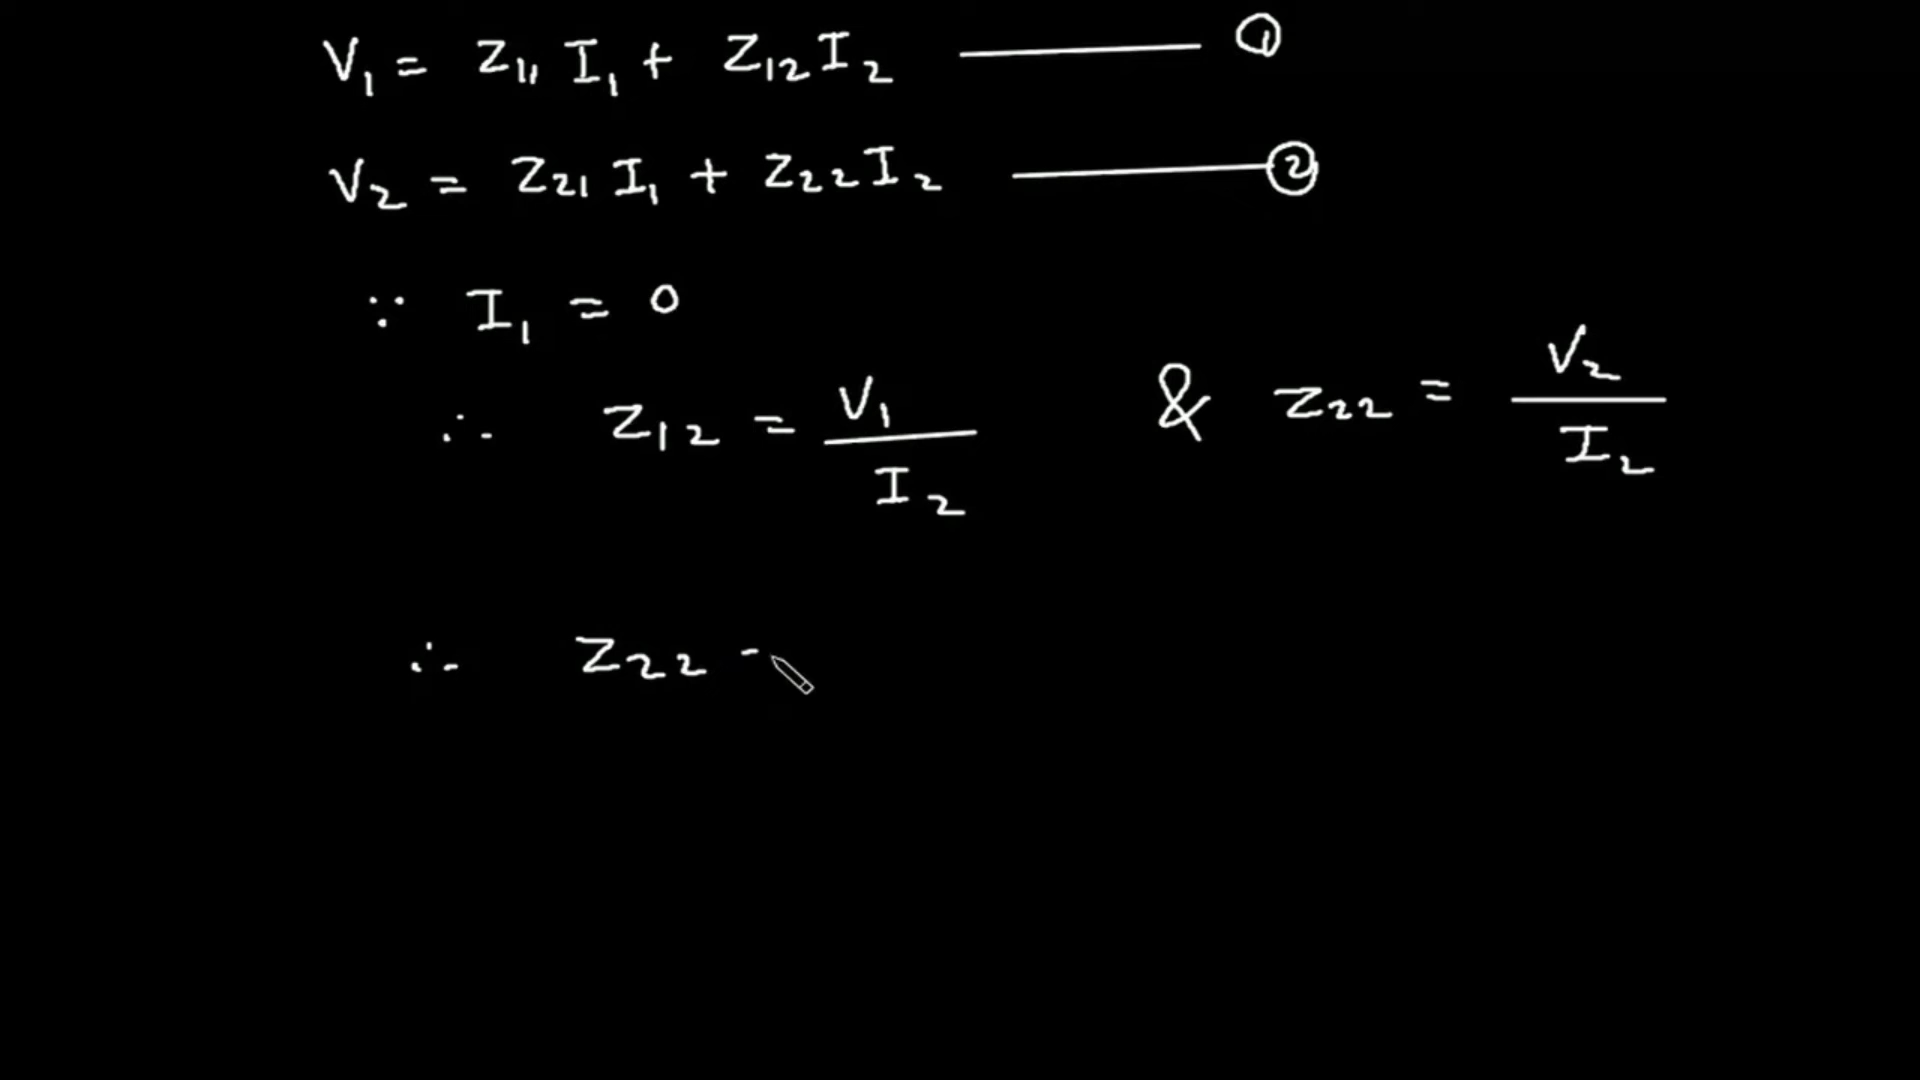 V₁ = Z₁₁ I₁ + Z₁₂ I₂ ——— ①
V₂ = Z₂₁ I₁ + Z₂₂ I₂ ——— ②
∵ I₁ = 0
∴ Z₁₂ = V₁ / I₂ & Z₂₂ = V₂ / I₂
∴ Z₂₂ -